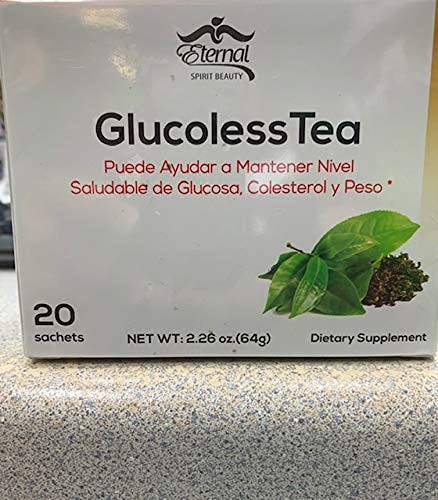 Eternal
SPIRIT BEAUTY
GlucolessTea
Puede Ayudar a Mantener Nivel
Saludable de Glucosa, Colesterol y Peso *
20
sachets
NET WT: 2.26 oz.(64g)
Dietary Supplement